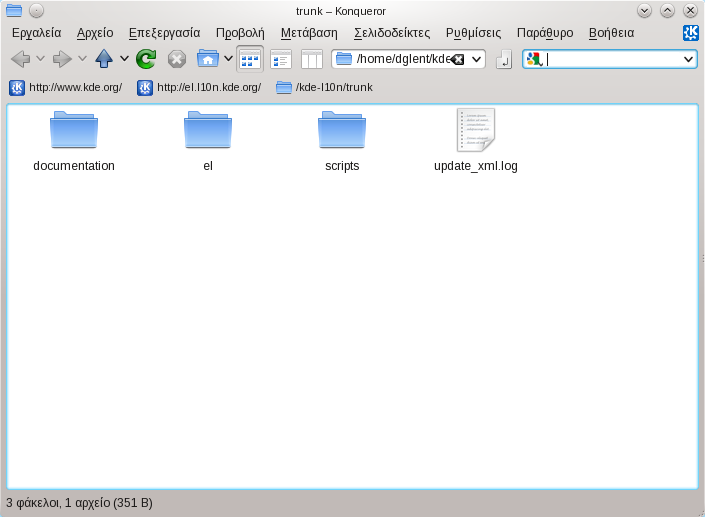 trunk – Konqueror
Εργαλεία Αρχείο Επεξεργασία Προβολή Μετάβαση Σελιδοδείκτες Ρυθμίσεις Παράθυρο Βοήθεια
/home/dglent/kde
http://www.kde.org/ http://el.l10n.kde.org/ /kde-l10n/trunk
documentation el scripts update_xml.log
3 φάκελοι, 1 αρχείο (351 B)